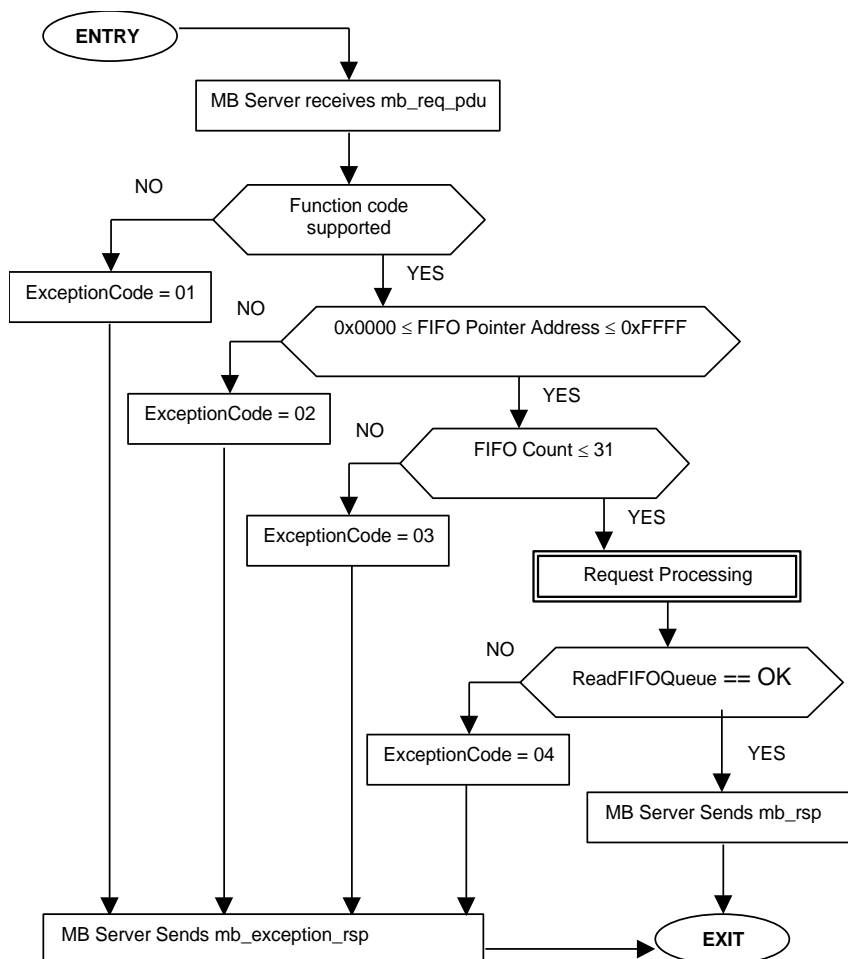 ENTRY
MB Server receives mb_req_pdu
NO
Function code
supported
YES
ExceptionCode = 01
NO
0x0000 ≤ FIFO Pointer Address ≤ 0xFFFF
YES
ExceptionCode = 02
NO
FIFO Count ≤ 31
YES
ExceptionCode = 03
Request Processing
NO
ReadFIFOQueue == OK
YES
ExceptionCode = 04
MB Server Sends mb_rsp
MB Server Sends mb_exception_rsp
EXIT